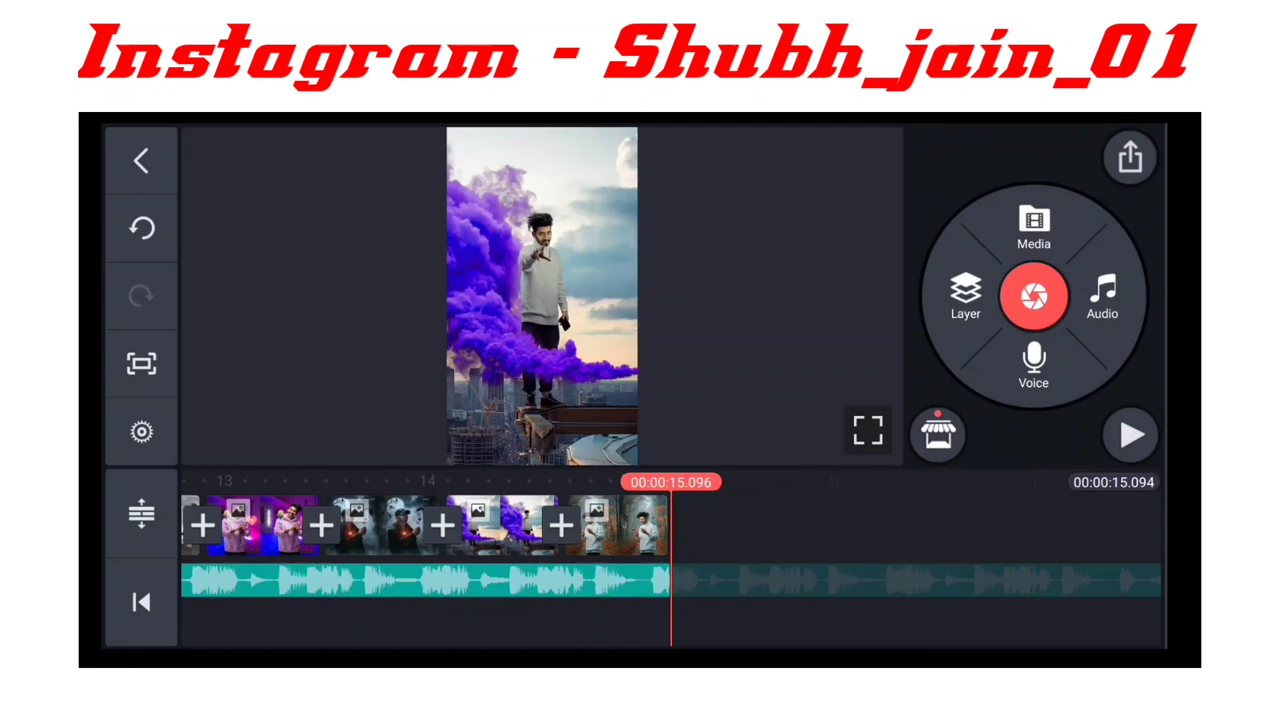 Instagram - Shubh_jain_01
Media
Layer
Audio
Voice
13
14
00:00:15.096
00:00:15.094